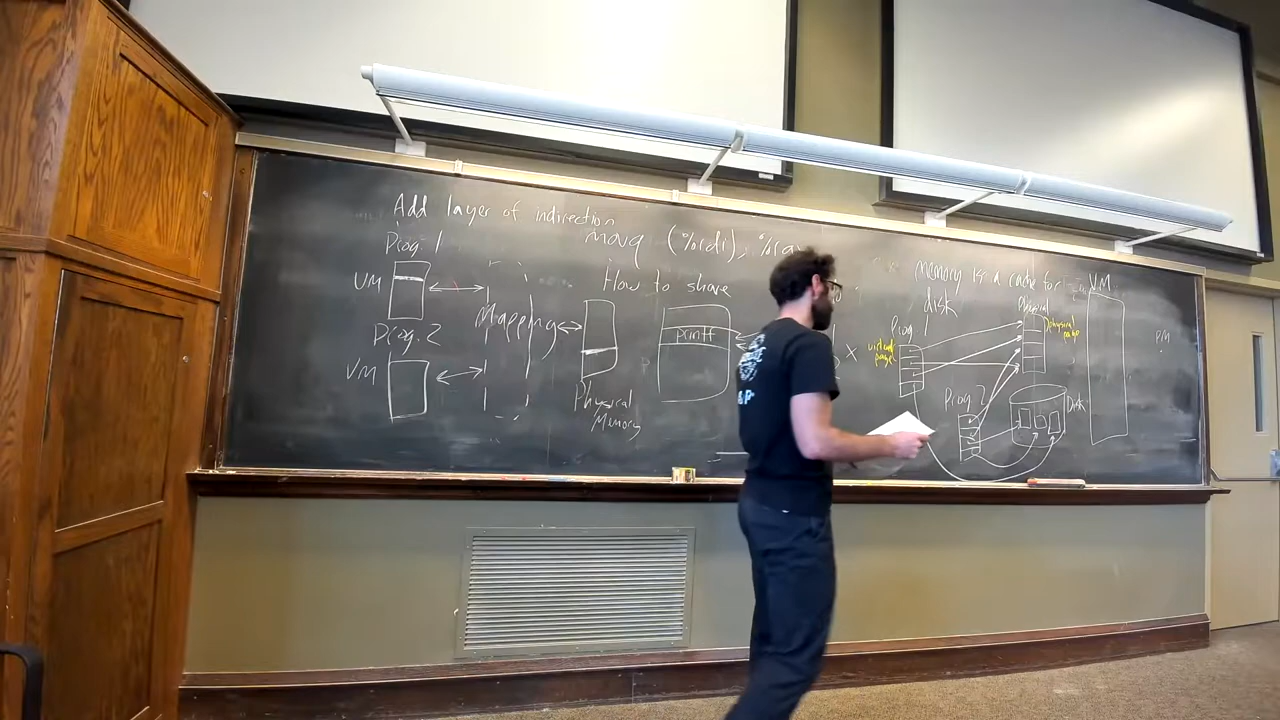 Add layer of indirection
movq (%rdi), %ra
Prog. 1
VM
Prog. 2
VM
Mapping
Physical
Memory
How to share
printf
P
x
memory is a cache for
disk
VM
Prog. 1
virtual
page
Physical
physical
page
Prog. 2
Disk
PM